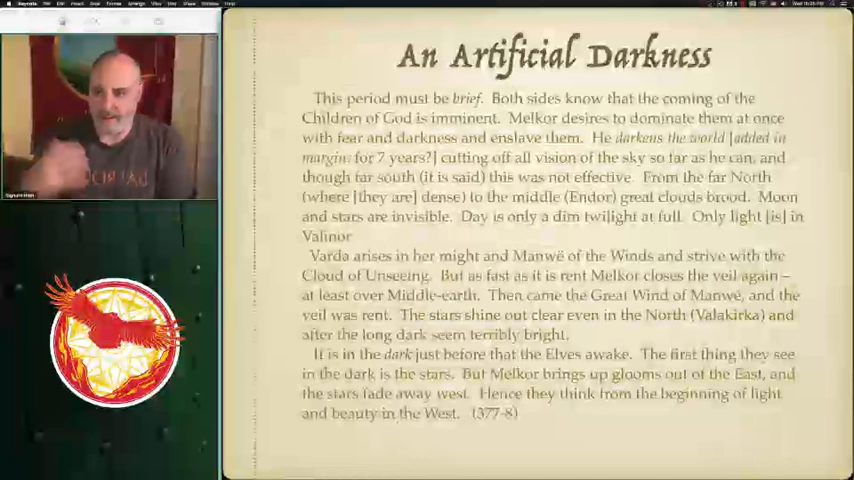 An Artificial Darkness
This period must be brief. Both sides know that the coming of the
Children of God is imminent. Melkor desires to dominate them at once
with fear and darkness and enslave them. He darkens the world [added in
margin: for 7 years?] cutting off all vision of the sky so far as he can, and
though far south (it is said) this was not effective. From the far North
(where [they are] dense) to the middle (Endor) great clouds brood. Moon
and stars are invisible. Day is only a dim twilight at full. Only light [is] in
Valinor
Varda arises in her might and Manwë of the Winds and strive with the
Cloud of Unseeing. But as fast as it is rent Melkor closes the veil again –
at least over Middle-earth. Then came the Great Wind of Manwë, and the
veil was rent. The stars shine out clear even in the North (Valakirka) and
after the long dark seem terribly bright.
It is in the dark just before that the Elves awake. The first thing they see
in the dark is the stars. But Melkor brings up glooms out of the East, and
the stars fade away west. Hence they think from the beginning of light
and beauty in the West. (377-8)